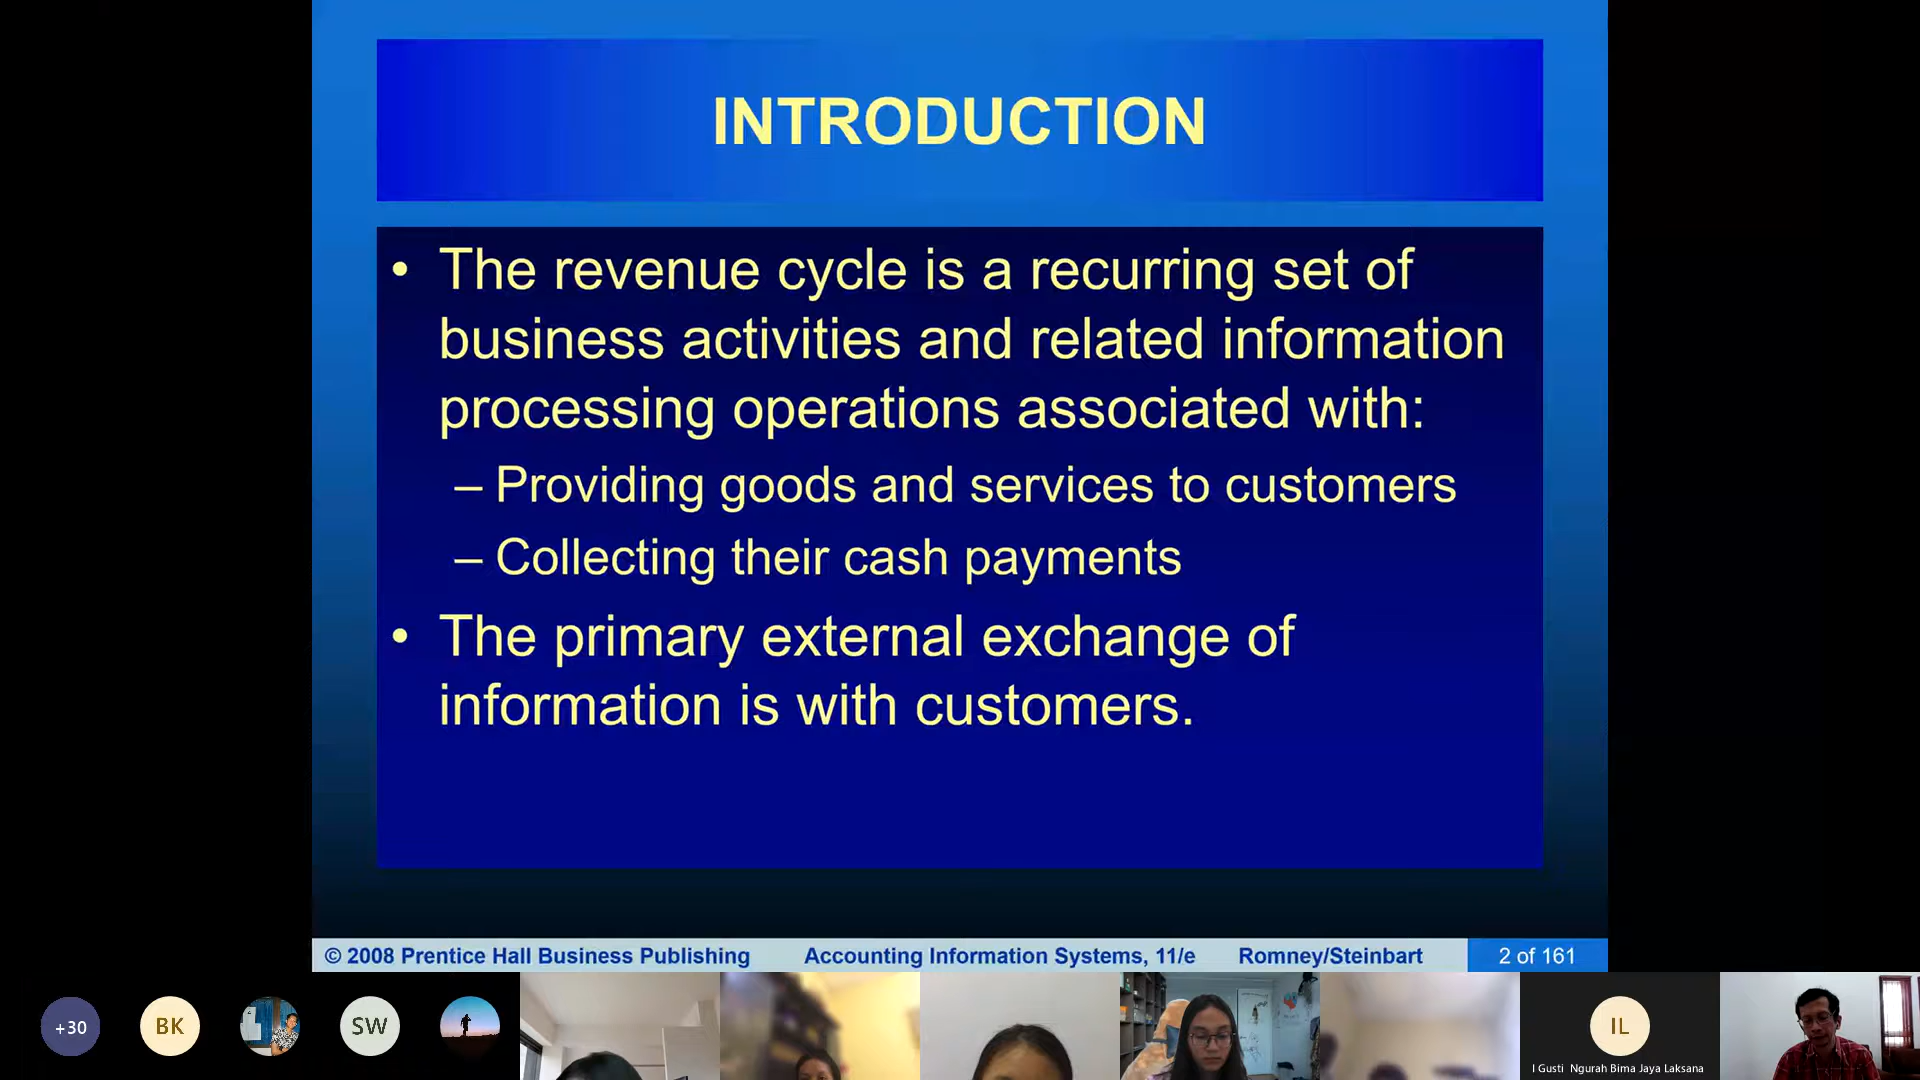 INTRODUCTION
• The revenue cycle is a recurring set of
business activities and related information
processing operations associated with:
– Providing goods and services to customers
– Collecting their cash payments
• The primary external exchange of
information is with customers.
© 2008 Prentice Hall Business Publishing Accounting Information Systems, 11/e Romney/Steinbart 2 of 161
+30 BK SW IL
I Gusti Ngurah Bima Jaya Laksana